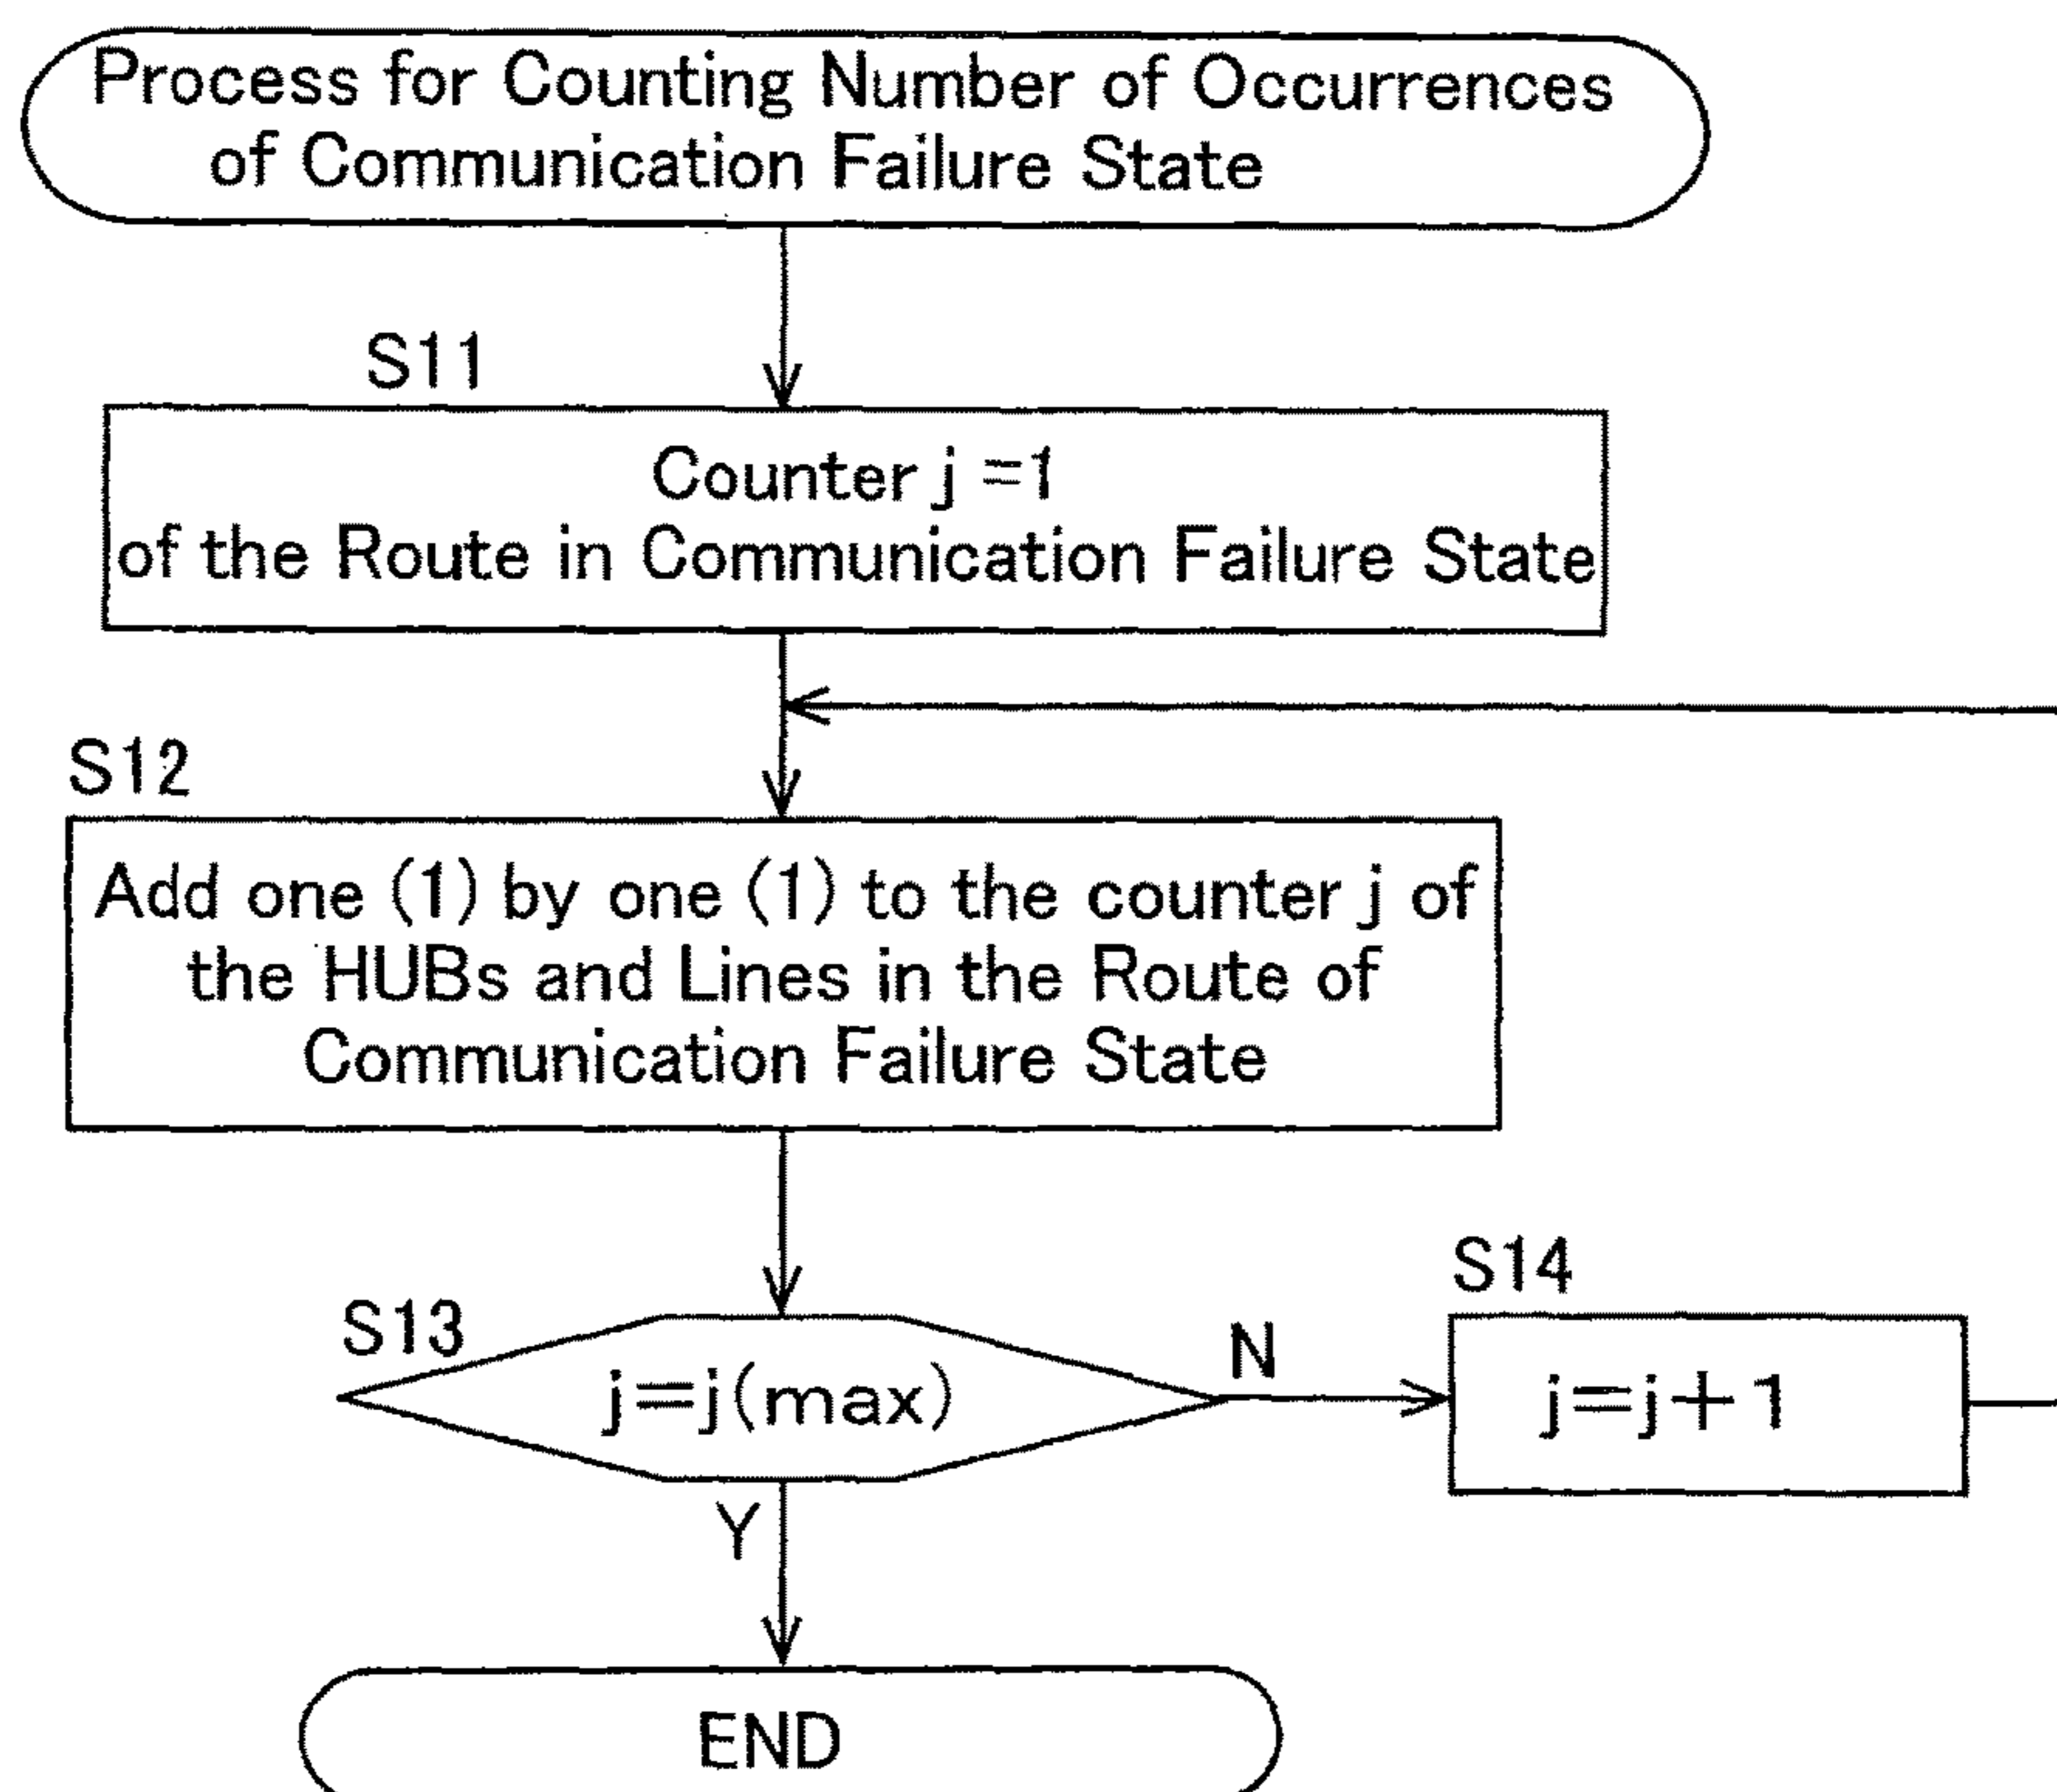 Process for Counting Number of Occurrences
of Communication Failure State
S11
Counter j =1
of the Route in Communication Failure State
S12
Add one (1) by one (1) to the counter j of
the HUBs and Lines in the Route of
Communication Failure State
S13
j=j(max)
N
S14
j=j+1
Y
END